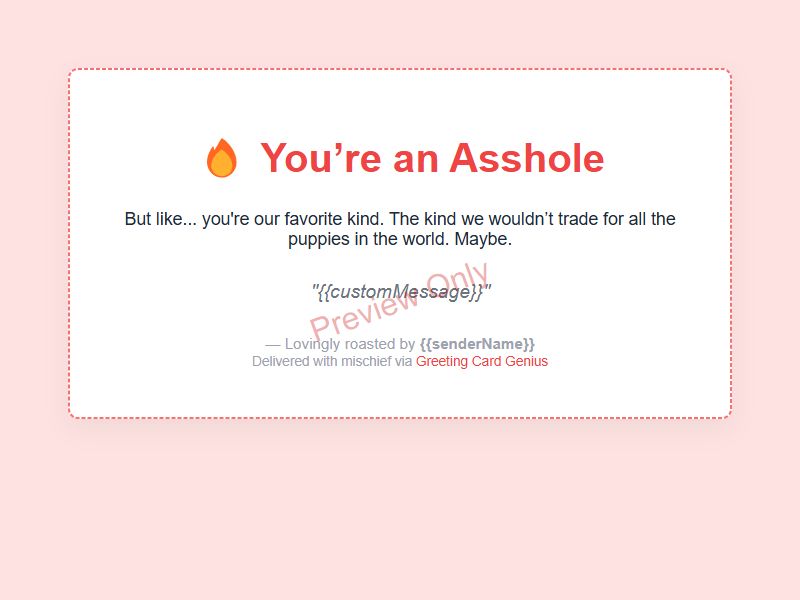 🔥 You’re an Asshole
But like... you're our favorite kind. The kind we wouldn’t trade for all the
puppies in the world. Maybe.
"{{customMessage}}"
Preview Only
— Lovingly roasted by {{senderName}}
Delivered with mischief via Greeting Card Genius